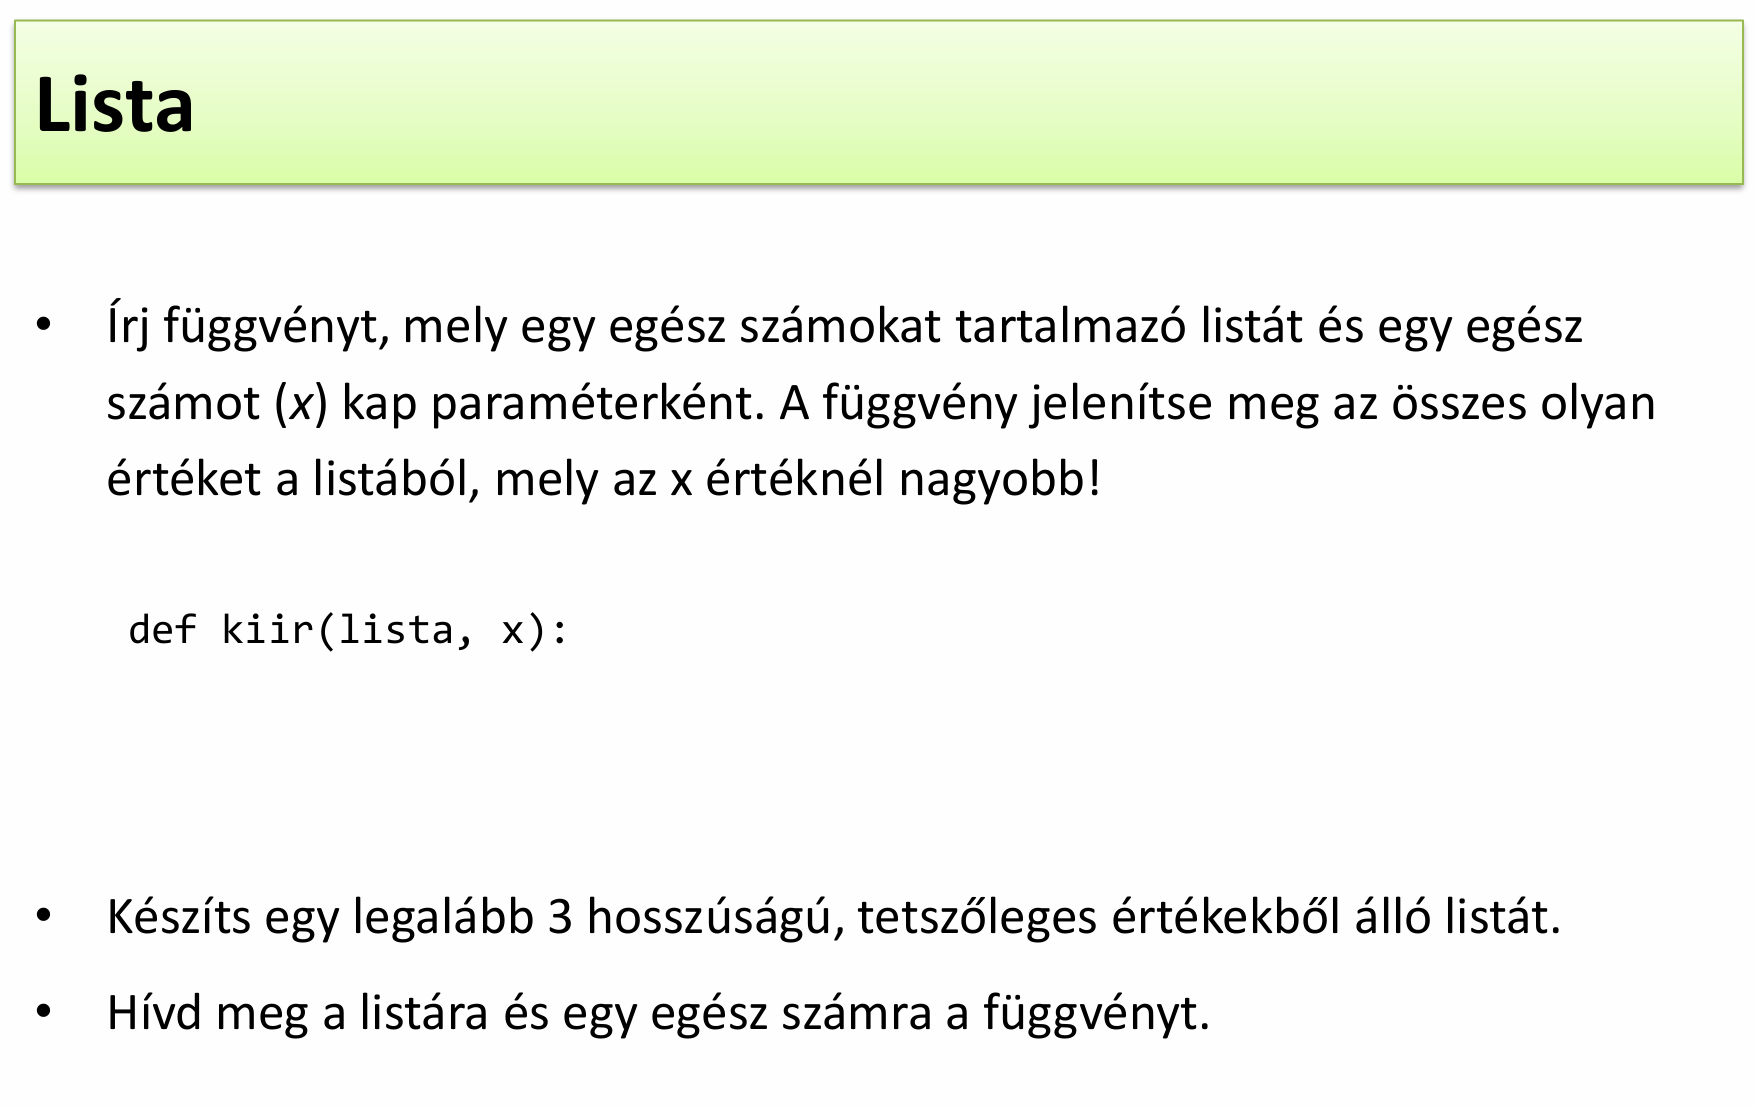 Lista
• Írj függvényt, mely egy egész számokat tartalmazó listát és egy egész
számot (x) kap paraméterként. A függvény jelenítse meg az összes olyan
értéket a listából, mely az x értéknél nagyobb!
def kiir(lista, x):
• Készíts egy legalább 3 hosszúságú, tetszőleges értékekből álló listát.
• Hívd meg a listára és egy egész számra a függvényt.